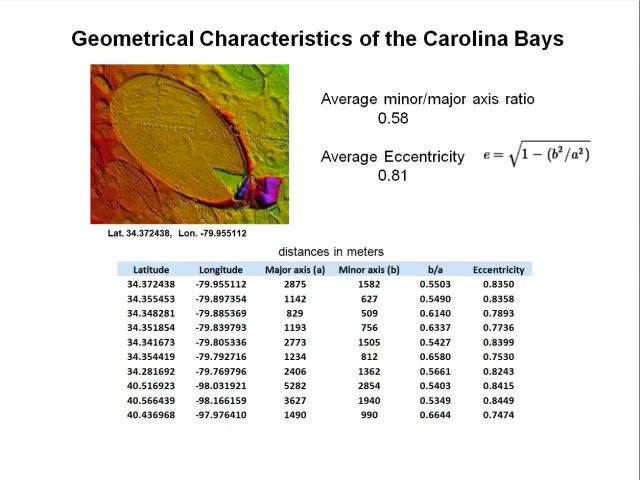 Geometrical Characteristics of the Carolina Bays
Average minor/major axis ratio
0.58
Average Eccentricity e = √1 − (b²/a²)
0.81
Lat. 34.372438, Lon. -79.955112
distances in meters
Latitude Longitude Major axis (a) Minor axis (b) b/a Eccentricity
34.372438 -79.955112 2875 1582 0.5503 0.8350
34.355453 -79.897354 1142 627 0.5490 0.8358
34.348281 -79.885369 829 509 0.6140 0.7893
34.351854 -79.839793 1193 756 0.6337 0.7736
34.341673 -79.805336 2773 1505 0.5427 0.8399
34.354419 -79.792716 1234 812 0.6580 0.7530
34.281692 -79.769796 2406 1362 0.5661 0.8243
40.516923 -98.031921 5282 2854 0.5403 0.8415
40.566439 -98.166159 3627 1940 0.5349 0.8449
40.436968 -97.976410 1490 990 0.6644 0.7474